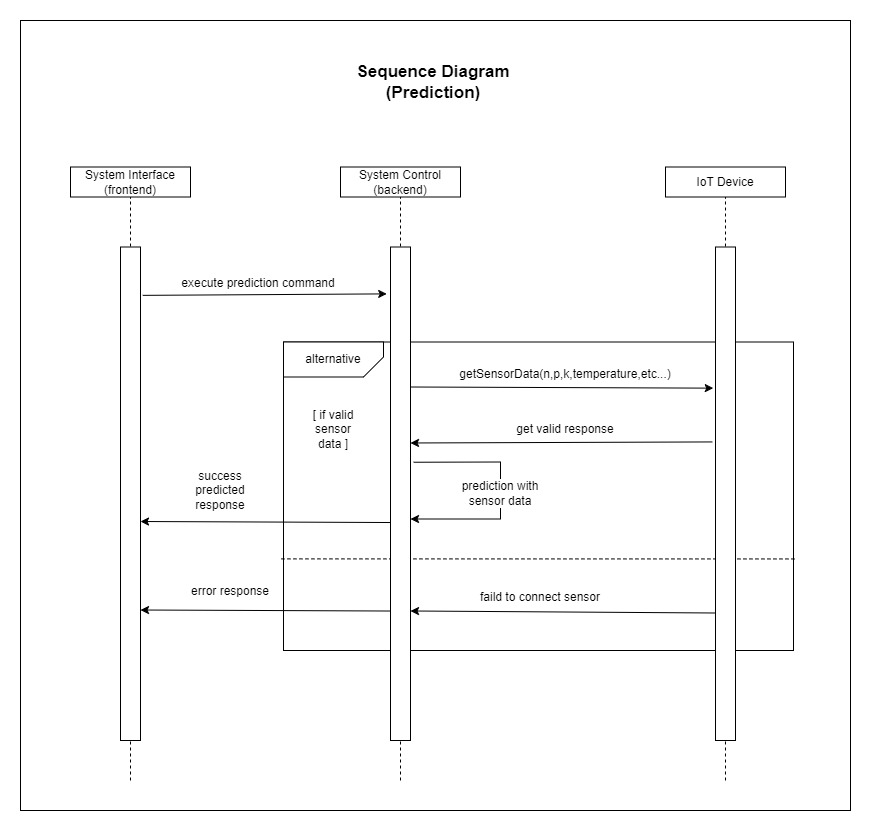 Sequence Diagram
(Prediction)
System Interface
(frontend)
System Control
(backend)
IoT Device
execute prediction command
alternative
getSensorData(n,p,k,temperature,etc...)
[ if valid
sensor
data ]
get valid response
success
predicted
response
prediction with
sensor data
error response
faild to connect sensor